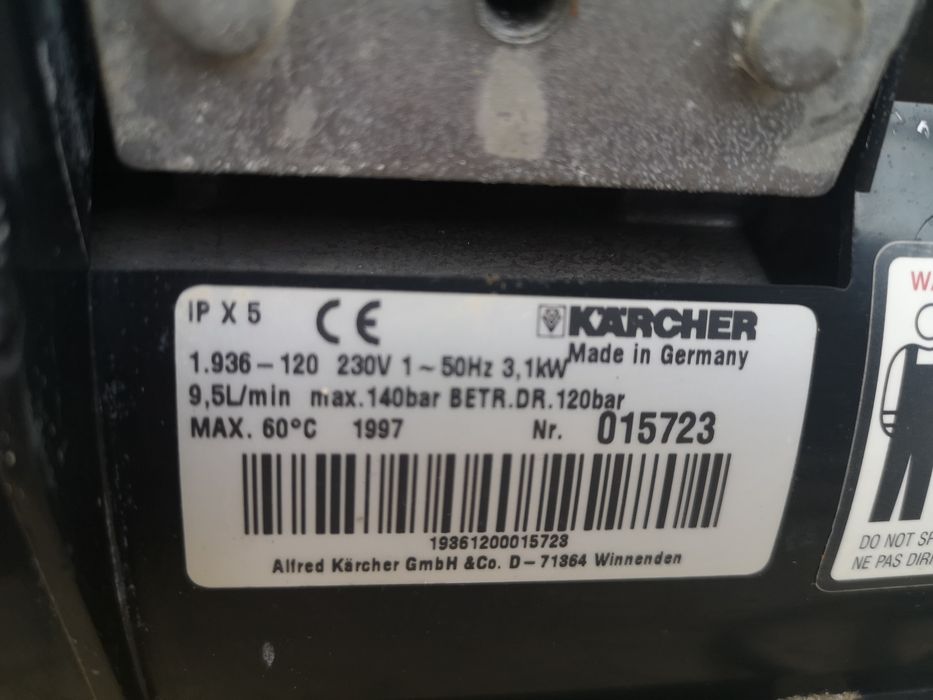 IP X 5 CE KÄRCHER
Made in Germany
1.936-120 230V 1~50Hz 3,1kW
9,5L/min max.140bar BETR.DR.120bar
MAX. 60°C 1997 Nr. 015723
19361200015723
Alfred Kärcher GmbH &Co. D-71364 Winnenden
DO NOT
NE PAS